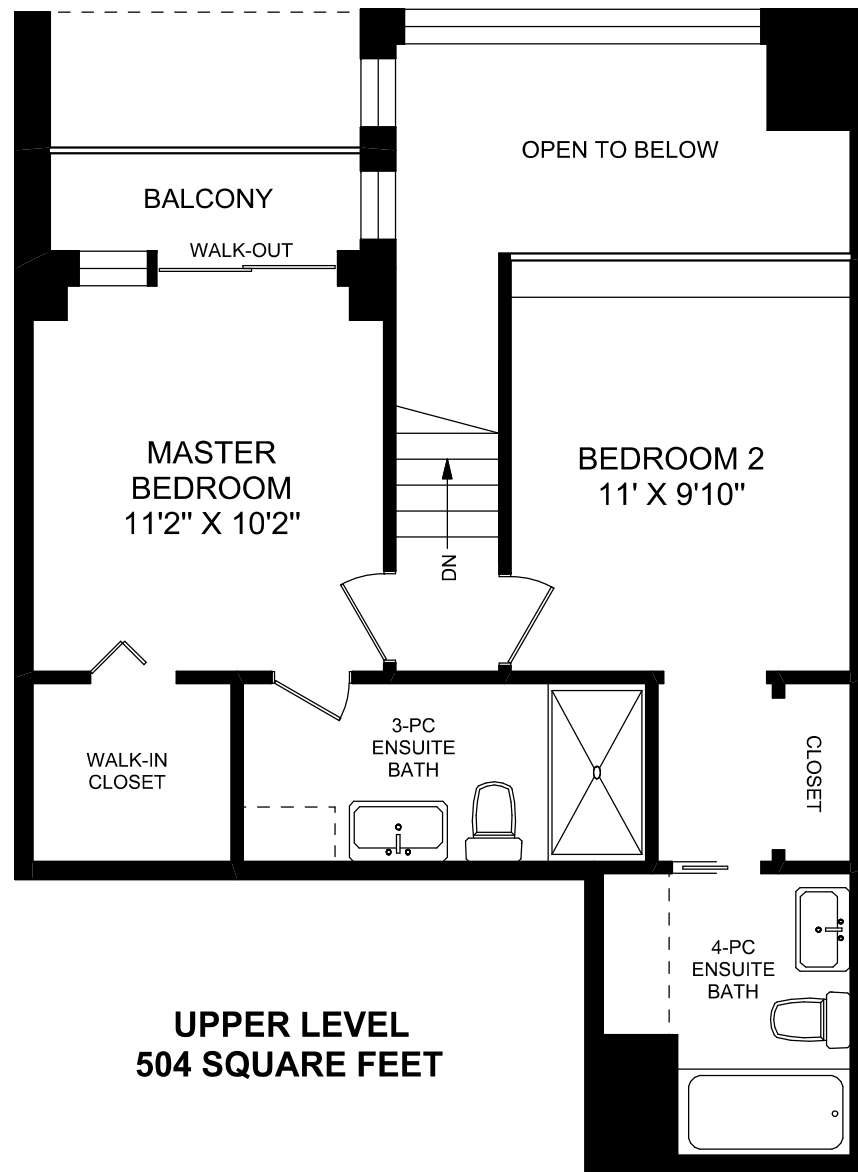 OPEN TO BELOW
BALCONY
WALK-OUT
MASTER
BEDROOM
11'2" X 10'2"
BEDROOM 2
11' X 9'10"
DN
3-PC
ENSUITE
BATH
WALK-IN
CLOSET
CLOSET
4-PC
ENSUITE
BATH
UPPER LEVEL
504 SQUARE FEET